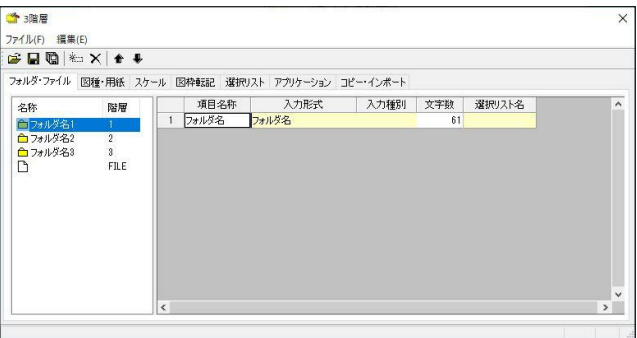 3階層
ファイル(F) 編集(E)
フォルダ・ファイル 図種・用紙 スケール 図枠転記 選択リスト アプリケーション コピー・インポート
名称 階層
フォルダ名1 1
フォルダ名2 2
フォルダ名3 3
FILE
項目名称 入力形式 入力種別 文字数 選択リスト名
1 フォルダ名 フォルダ名 61